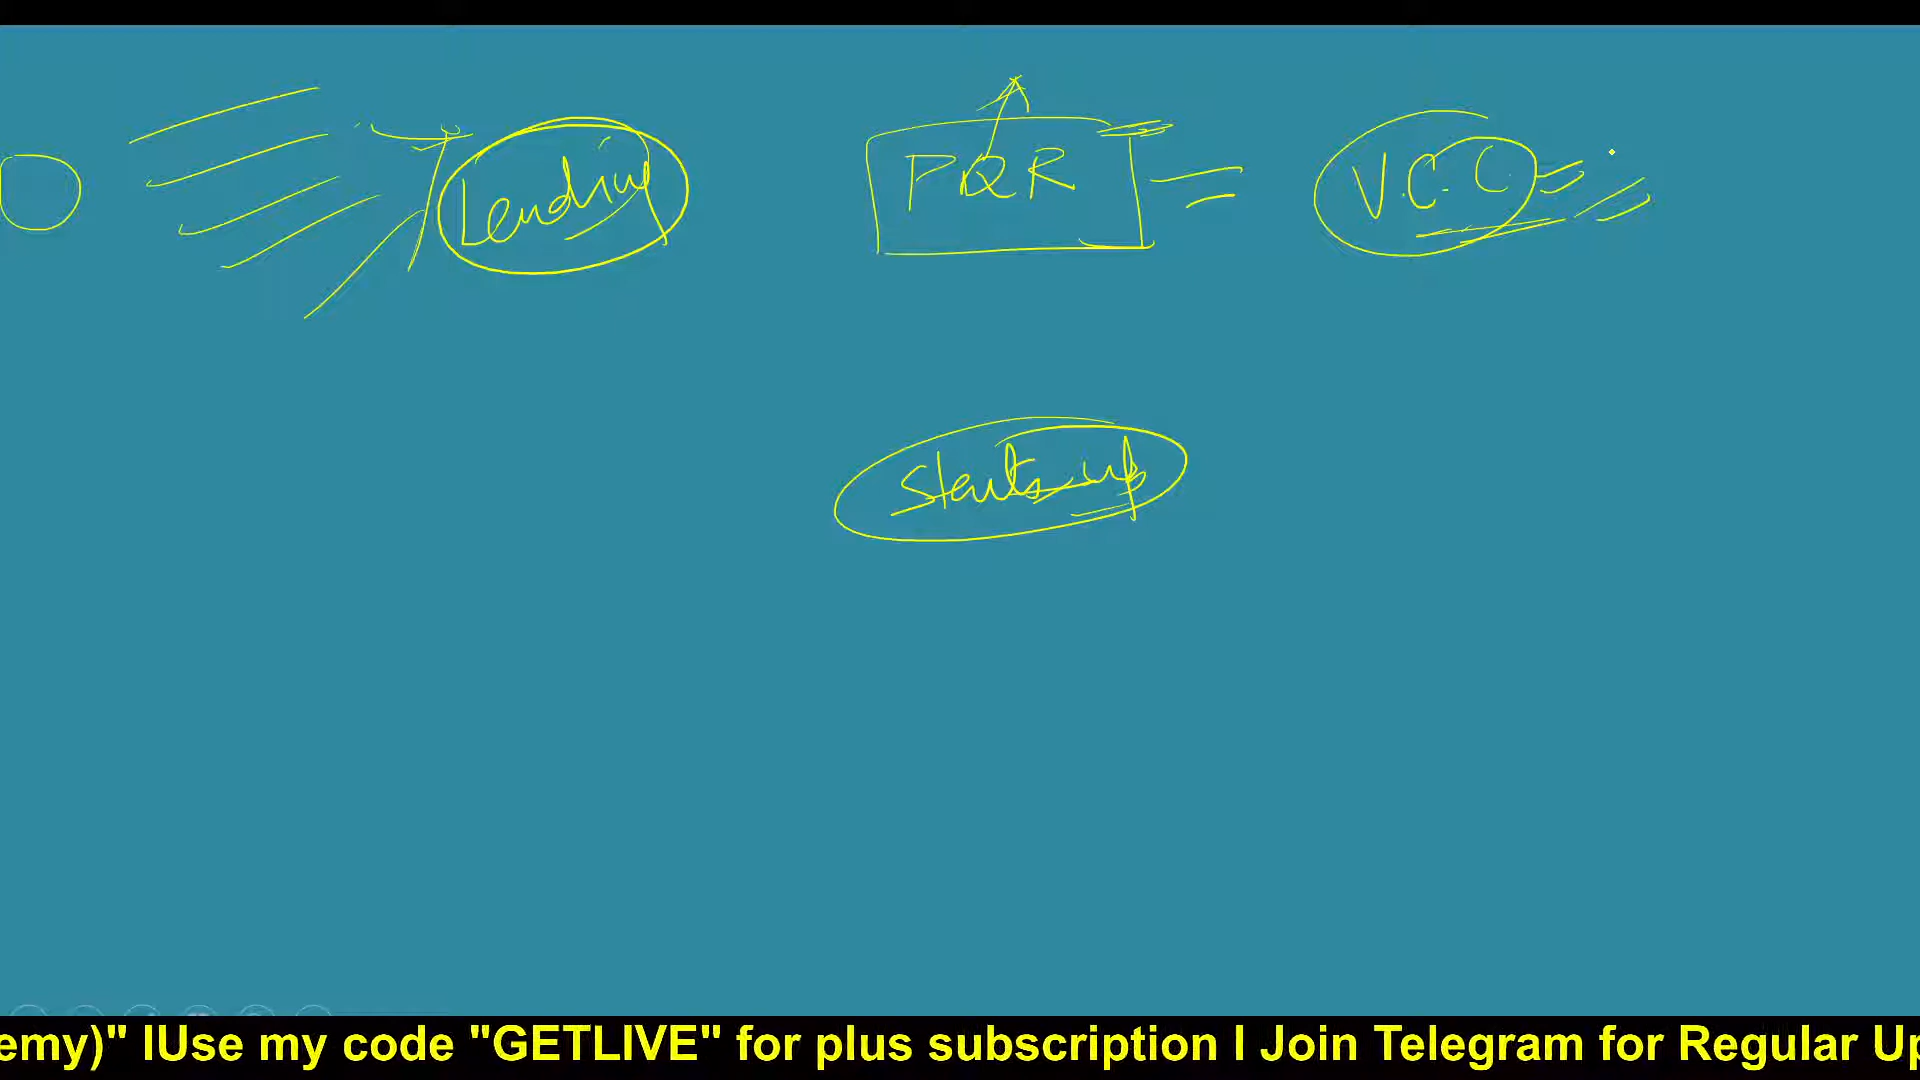 Lending PQR V.C.C
Starts-up
emy)" IUse my code "GETLIVE" for plus subscription I Join Telegram for Regular Up